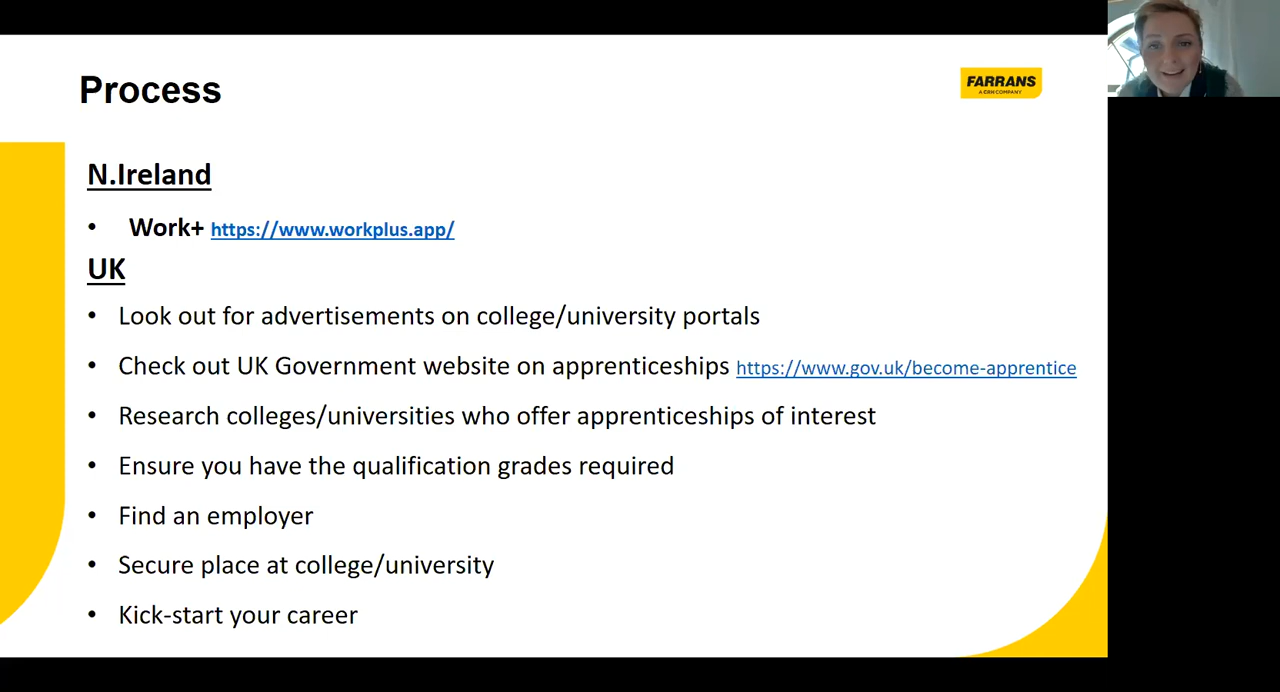 Process
FARRANS
A CRH COMPANY
N.Ireland
• Work+ https://www.workplus.app/
UK
• Look out for advertisements on college/university portals
• Check out UK Government website on apprenticeships https://www.gov.uk/become-apprentice
• Research colleges/universities who offer apprenticeships of interest
• Ensure you have the qualification grades required
• Find an employer
• Secure place at college/university
• Kick-start your career